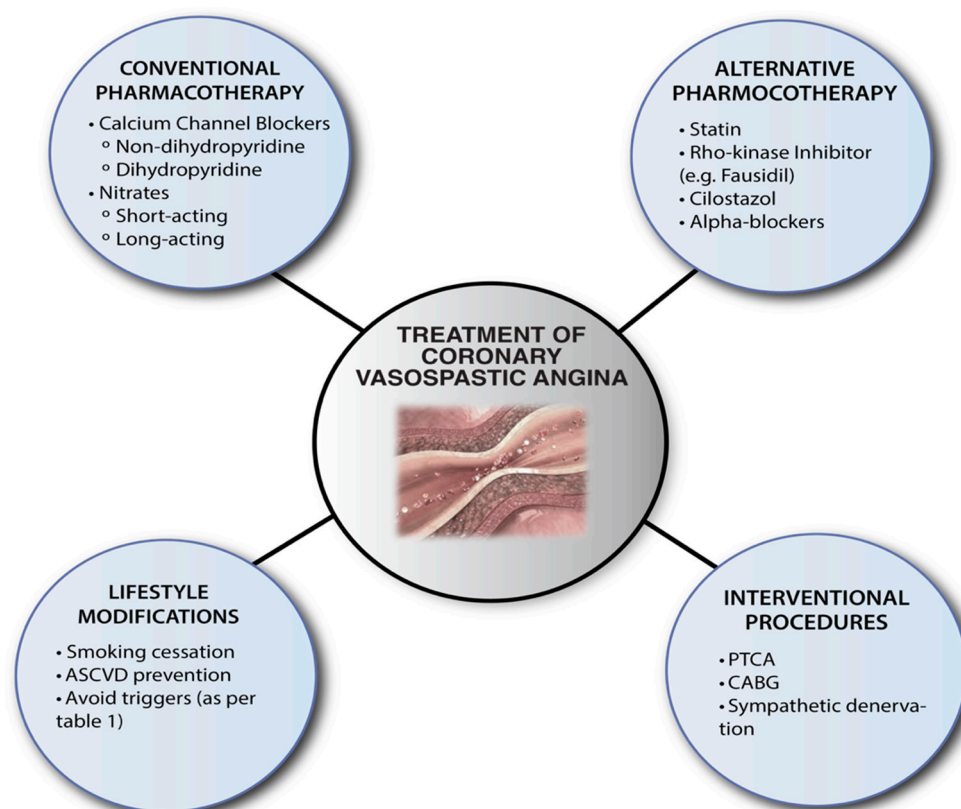 CONVENTIONAL
PHARMACOTHERAPY
• Calcium Channel Blockers
º Non-dihydropyridine
º Dihydropyridine
• Nitrates
º Short-acting
º Long-acting
ALTERNATIVE
PHARMOCOTHERAPY
• Statin
• Rho-kinase Inhibitor
(e.g. Fausidil)
• Cilostazol
• Alpha-blockers
TREATMENT OF
CORONARY
VASOSPASTIC ANGINA
LIFESTYLE
MODIFICATIONS
• Smoking cessation
• ASCVD prevention
• Avoid triggers (as per
table 1)
INTERVENTIONAL
PROCEDURES
• PTCA
• CABG
• Sympathetic denerva-
tion